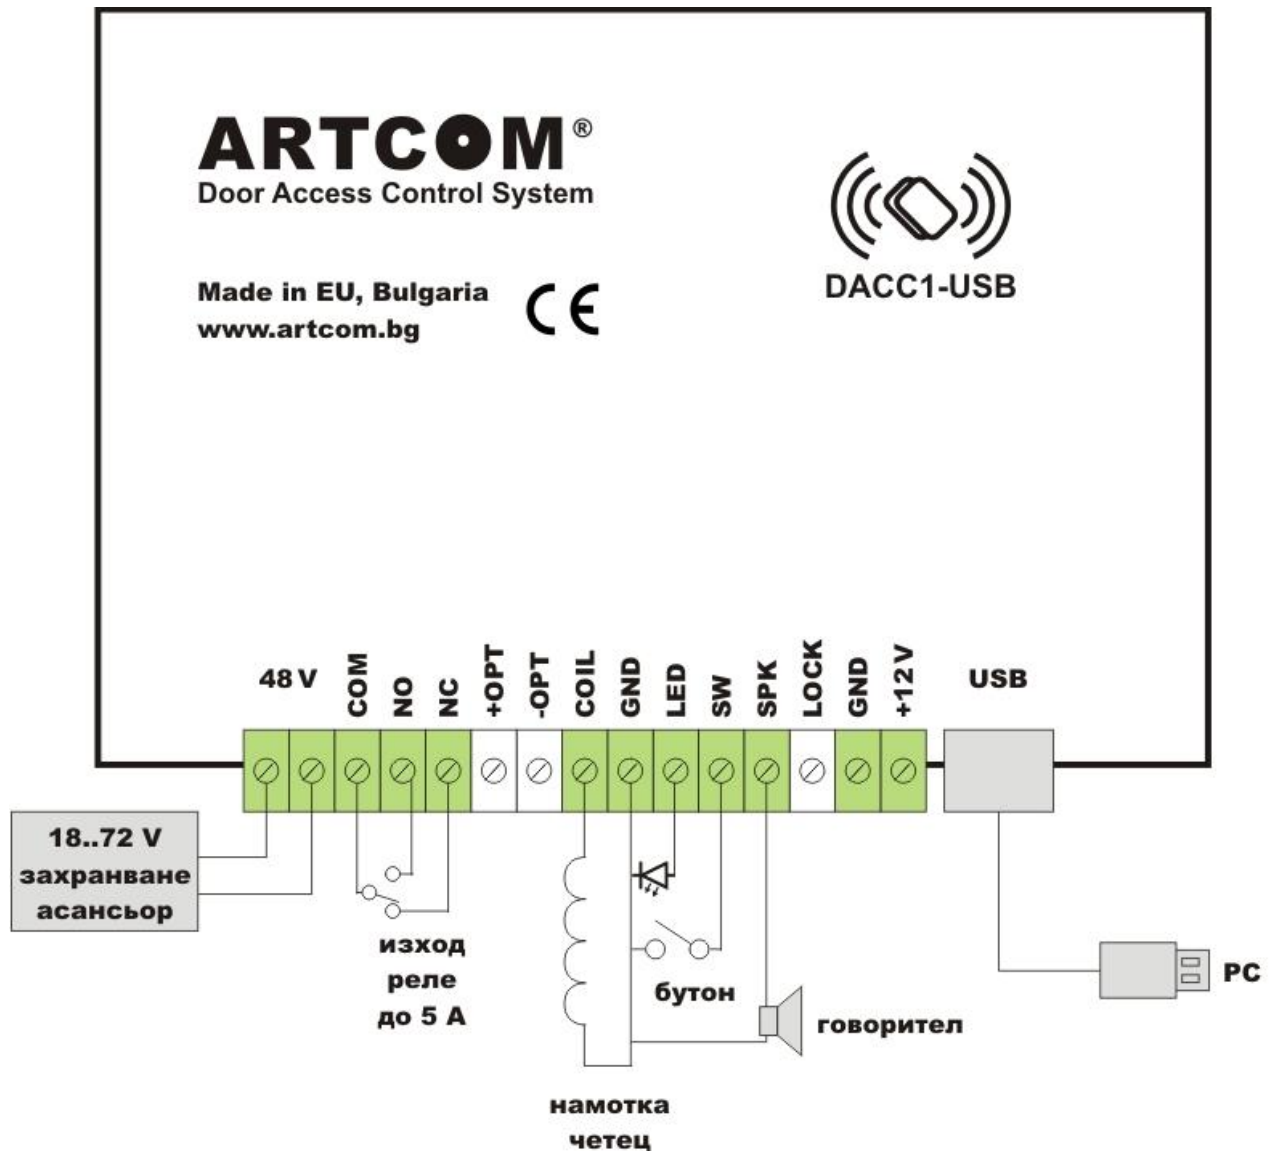 ARTCOM®
Door Access Control System
Made in EU, Bulgaria
www.artcom.bg
CE
DACC1-USB
48 V
COM
NO
NC
+OPT
-OPT
COIL
GND
LED
SW
SPK
LOCK
GND
+12 V
USB
18..72 V
захранване
асансьор
изход
реле
до 5 А
бутон
говорител
PC
намотка
четец